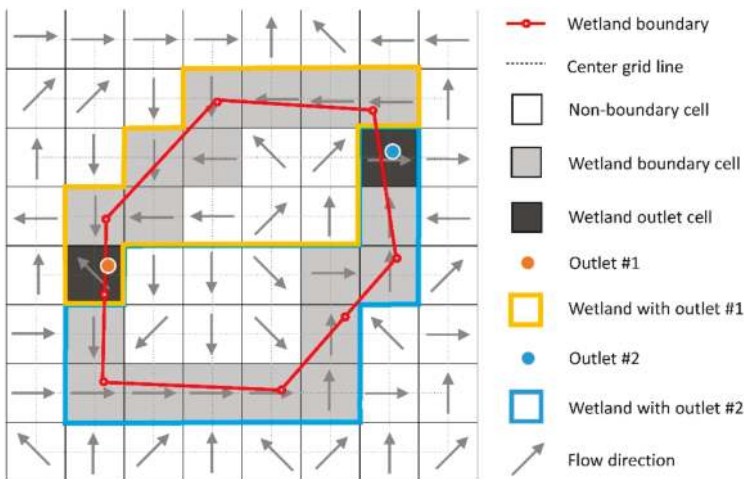 Wetland boundary
Center grid line
Non-boundary cell
Wetland boundary cell
Wetland outlet cell
Outlet #1
Wetland with outlet #1
Outlet #2
Wetland with outlet #2
Flow direction